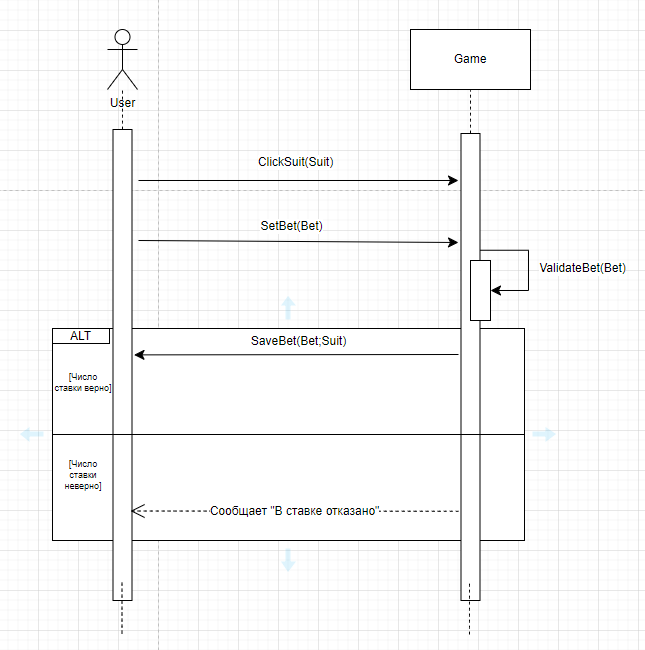 User
Game
ClickSuit(Suit)
SetBet(Bet)
ValidateBet(Bet)
ALT
SaveBet(Bet;Suit)
[Число
ставки верно]
[Число
ставки
неверно]
Сообщает "В ставке отказано"